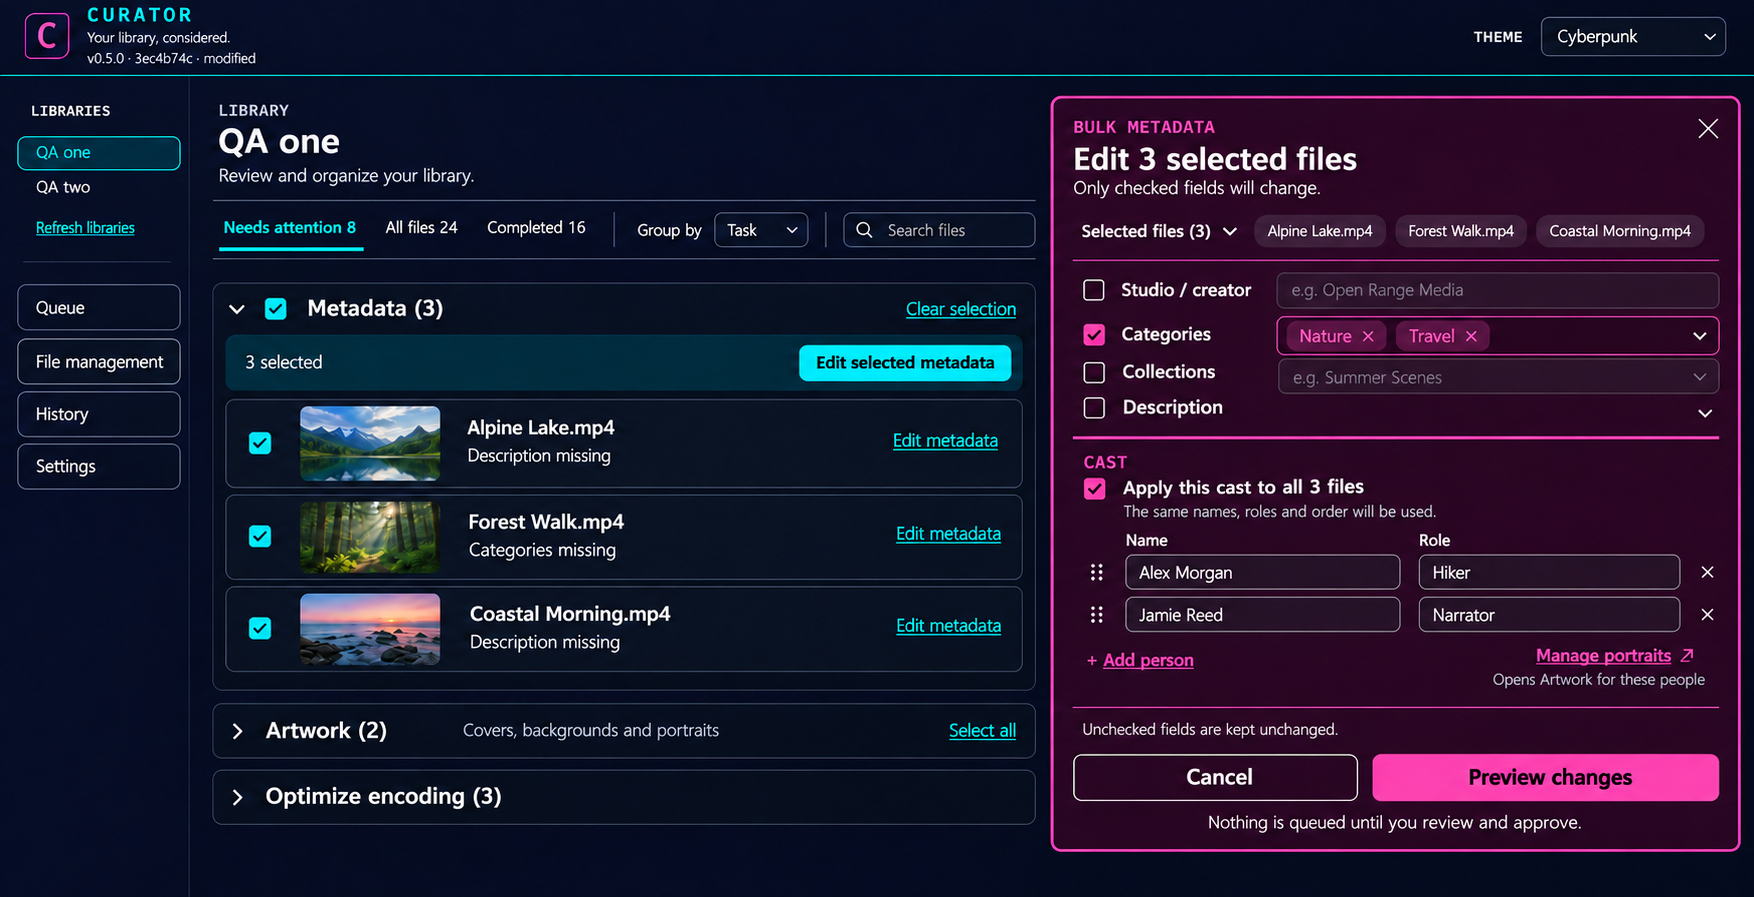 C
CURATOR
Your library, considered.
v0.5.0 · 3ec4b74c · modified
THEME
Cyberpunk
LIBRARIES
QA one
QA two
Refresh libraries
Queue
File management
History
Settings
LIBRARY
QA one
Review and organize your library.
Needs attention 8
All files 24
Completed 16
Group by
Task
Search files
Metadata (3)
Clear selection
3 selected
Edit selected metadata
Alpine Lake.mp4
Description missing
Edit metadata
Forest Walk.mp4
Categories missing
Edit metadata
Coastal Morning.mp4
Description missing
Edit metadata
Artwork (2)
Covers, backgrounds and portraits
Select all
Optimize encoding (3)
BULK METADATA
Edit 3 selected files
Only checked fields will change.
Selected files (3)
Alpine Lake.mp4
Forest Walk.mp4
Coastal Morning.mp4
Studio / creator
e.g. Open Range Media
Categories
Nature
Travel
Collections
e.g. Summer Scenes
Description
CAST
Apply this cast to all 3 files
The same names, roles and order will be used.
Name
Role
Alex Morgan
Hiker
Jamie Reed
Narrator
+ Add person
Manage portraits
Opens Artwork for these people
Unchecked fields are kept unchanged.
Cancel
Preview changes
Nothing is queued until you review and approve.